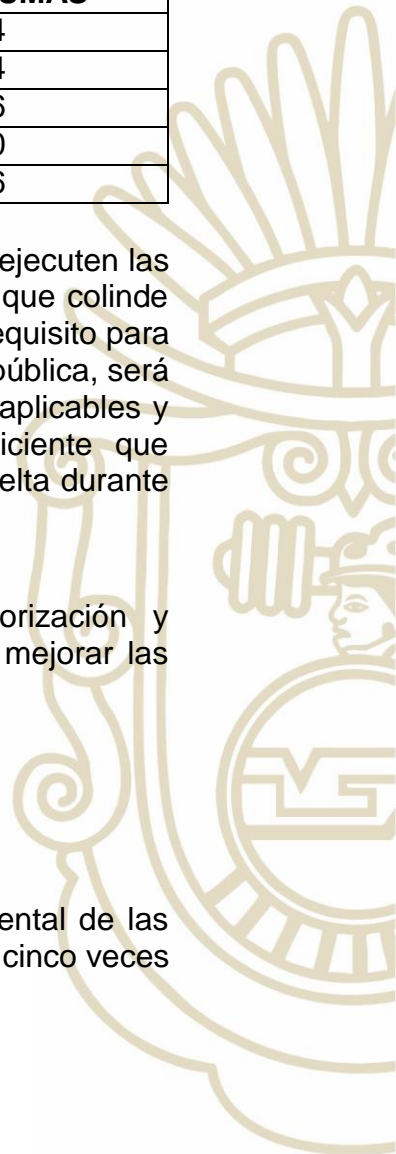 4
4
6
0
6
ejecuten las
que colinde
equisito para
pública, será
aplicables y
iciente que
elta durante
orización y
mejorar las
ental de las
cinco veces